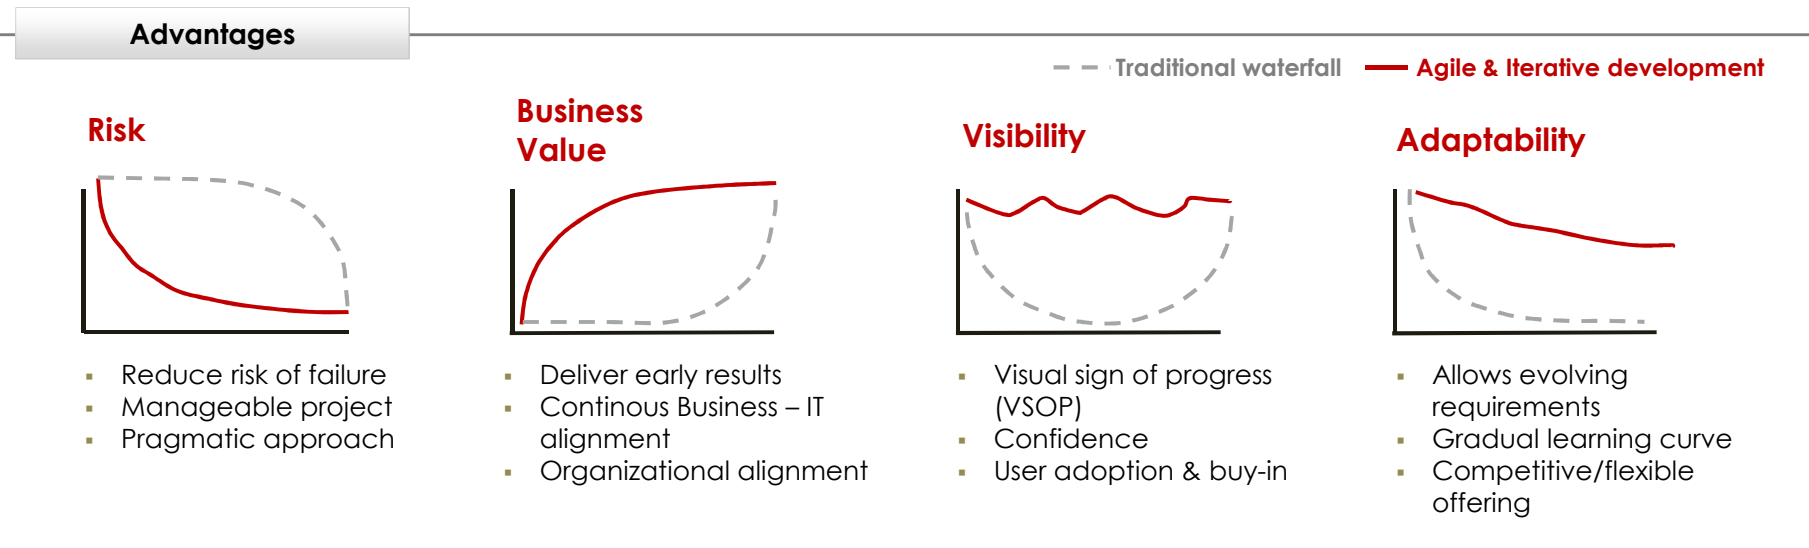 Advantages
Traditional waterfall
Agile & Iterative development
Risk
Business
Value
Visibility
Adaptability
Reduce risk of failure
Manageable project
Pragmatic approach
Deliver early results
Continous Business – IT
alignment
Organizational alignment
Visual sign of progress
(VSOP)
Confidence
User adoption & buy-in
Allows evolving
requirements
Gradual learning curve
Competitive/flexible
offering